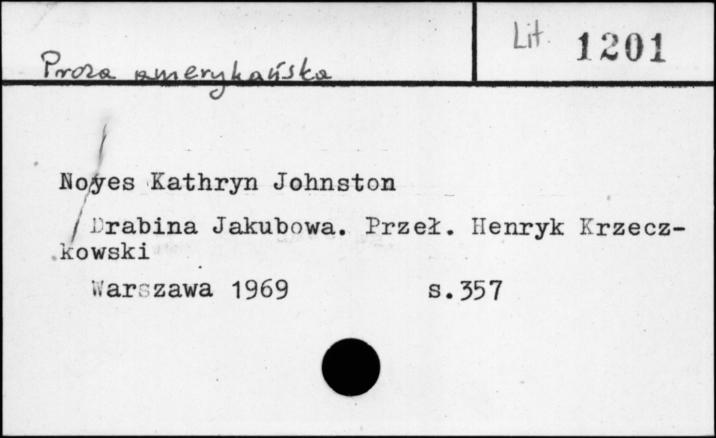 Proza amerykańska
Lit. 1201
Noyes Kathryn Johnston
Drabina Jakubowa. Przeł. Henryk Krzecz-
kowski
Warszawa 1969 s.357